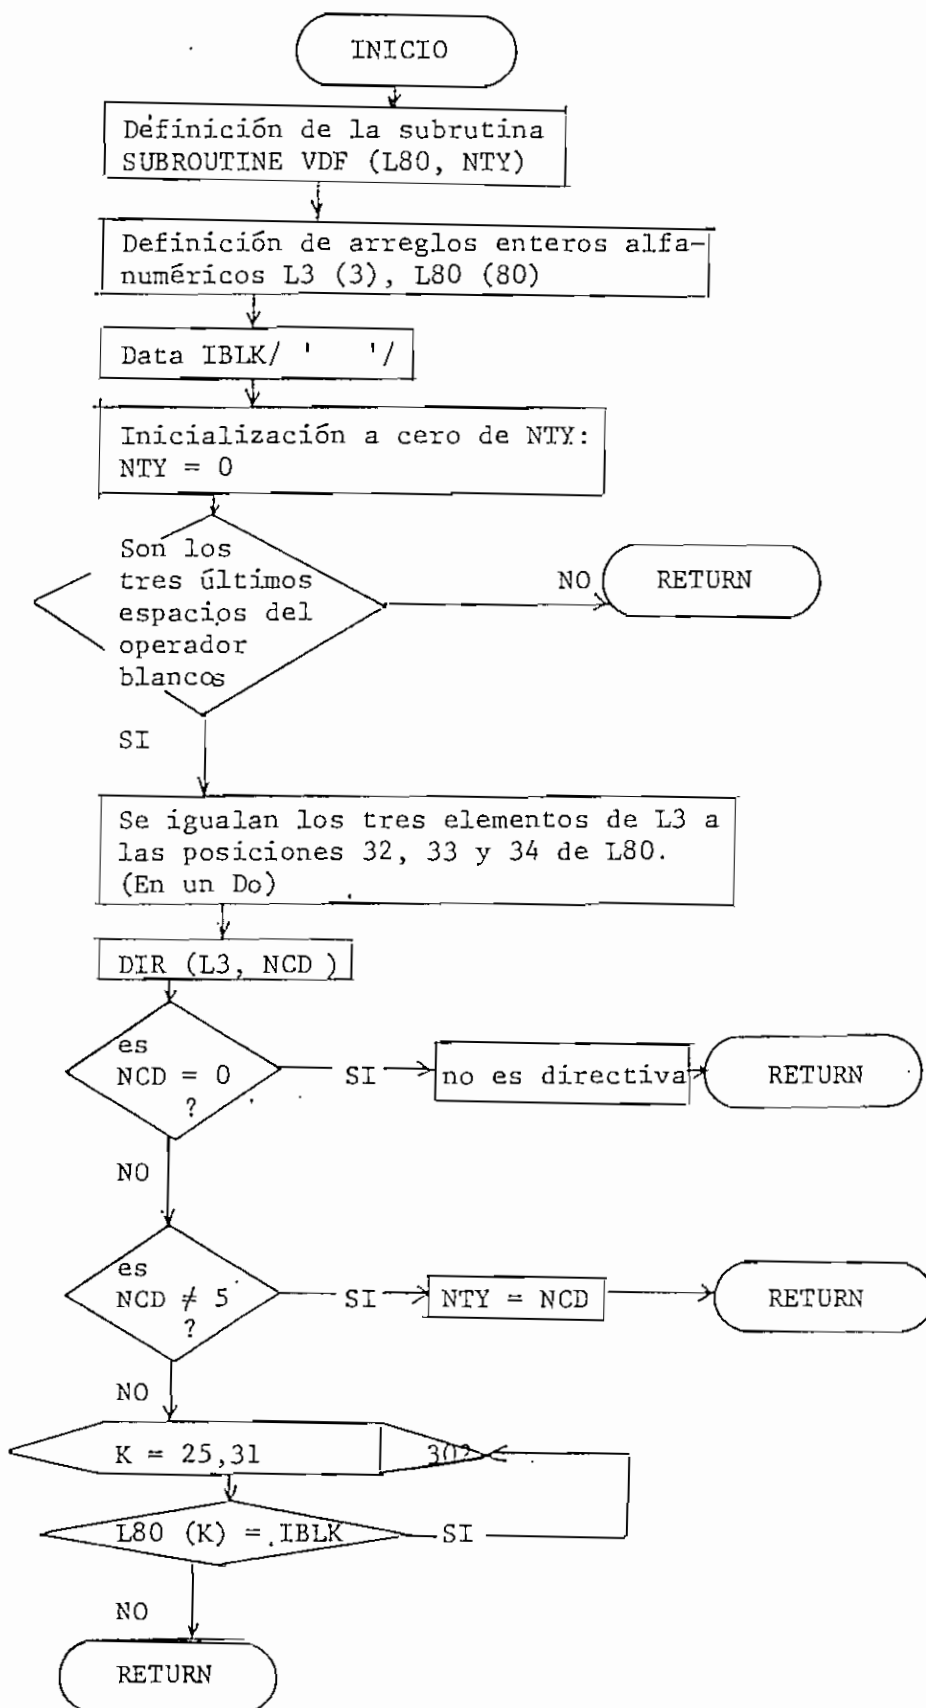 INICIO
Definición de la subrutina
SUBROUTINE VDF (L80, NTY)
Definición de arreglos enteros alfa-
numéricos L3 (3), L80 (80)
Data IBLK/ '    '/
Inicialización a cero de NTY:
NTY = 0
Son los
tres últimos
espacios del
operador
blancos
NO
RETURN
SI
Se igualan los tres elementos de L3 a
las posiciones 32, 33 y 34 de L80.
(En un Do)
DIR (L3, NCD )
es
NCD = 0
?
SI
no es directiva
RETURN
NO
es
NCD ≠ 5
?
SI
NTY = NCD
RETURN
NO
K = 25,31
302
L80 (K) = IBLK
SI
NO
RETURN